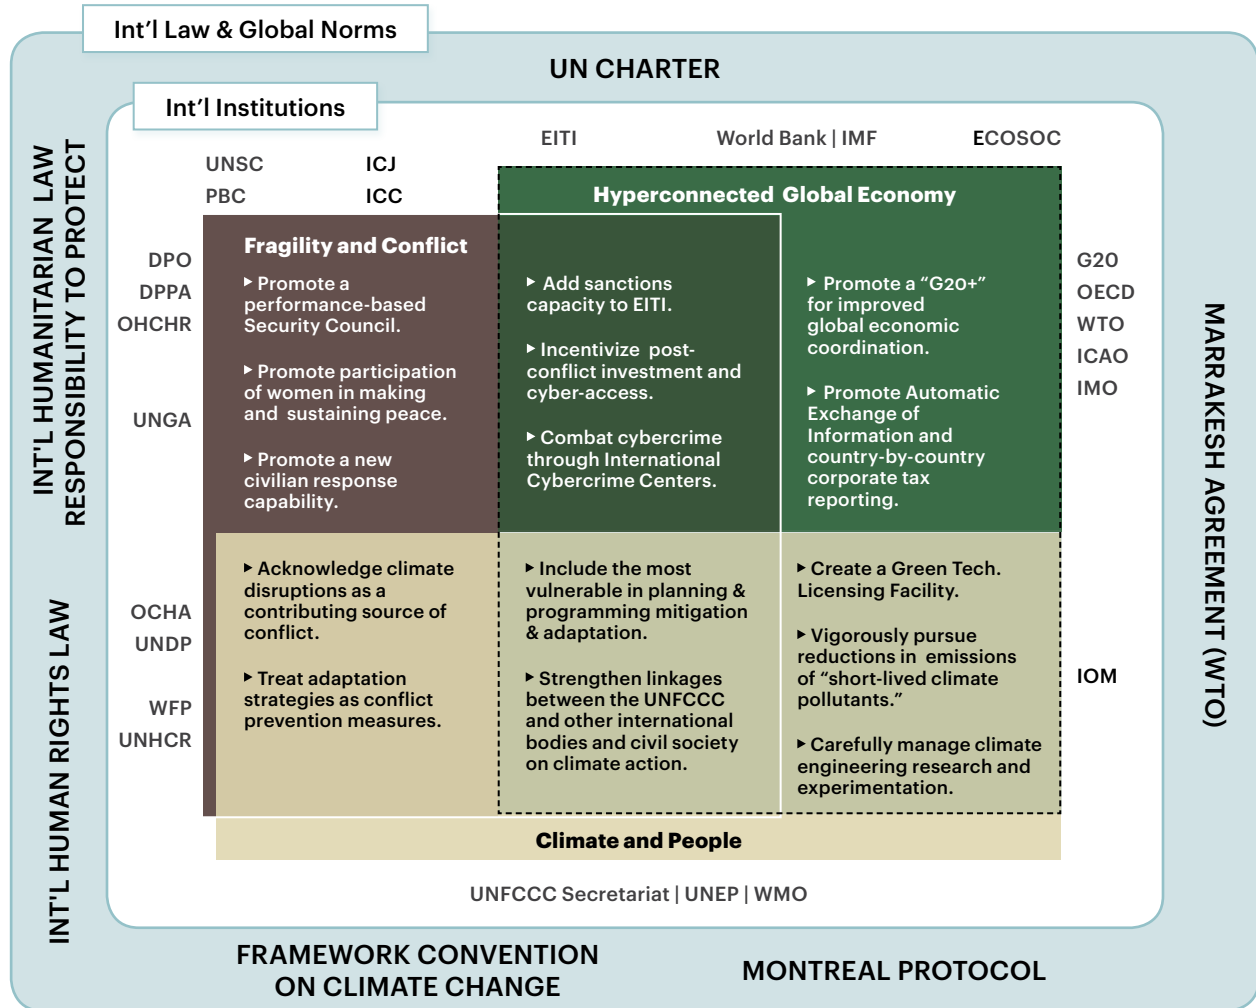 Int’l Law & Global Norms
UN CHARTER
Int’l Institutions
EITI
World Bank | IMF
ECOSOC
UNSC
ICJ
PBC
ICC
INT'L HUMANITARIAN LAW
RESPONSIBILITY TO PROTECT
INT'L HUMAN RIGHTS LAW
DPO
DPPA
OHCHR
UNGA
OCHA
UNDP
WFP
UNHCR
Fragility and Conflict
▸ Promote a
performance-based
Security Council.
▸ Promote participation
of women in making
and sustaining peace.
▸ Promote a new
civilian response
capability.
Hyperconnected Global Economy
▸ Add sanctions
capacity to EITI.
▸ Incentivize post-
conflict investment and
cyber-access.
▸ Combat cybercrime
through International
Cybercrime Centers.
▸ Promote a “G20+”
for improved
global economic
coordination.
▸ Promote Automatic
Exchange of
Information and
country-by-country
corporate tax
reporting.
▸ Acknowledge climate
disruptions as a
contributing source of
conflict.
▸ Treat adaptation
strategies as conflict
prevention measures.
▸ Include the most
vulnerable in planning &
programming mitigation
& adaptation.
▸ Strengthen linkages
between the UNFCCC
and other international
bodies and civil society
on climate action.
▸ Create a Green Tech.
Licensing Facility.
▸ Vigorously pursue
reductions in emissions
of “short-lived climate
pollutants.”
▸ Carefully manage climate
engineering research and
experimentation.
Climate and People
G20
OECD
WTO
ICAO
IMO
IOM
MARRAKESH AGREEMENT (WTO)
UNFCCC Secretariat | UNEP | WMO
FRAMEWORK CONVENTION
ON CLIMATE CHANGE
MONTREAL PROTOCOL